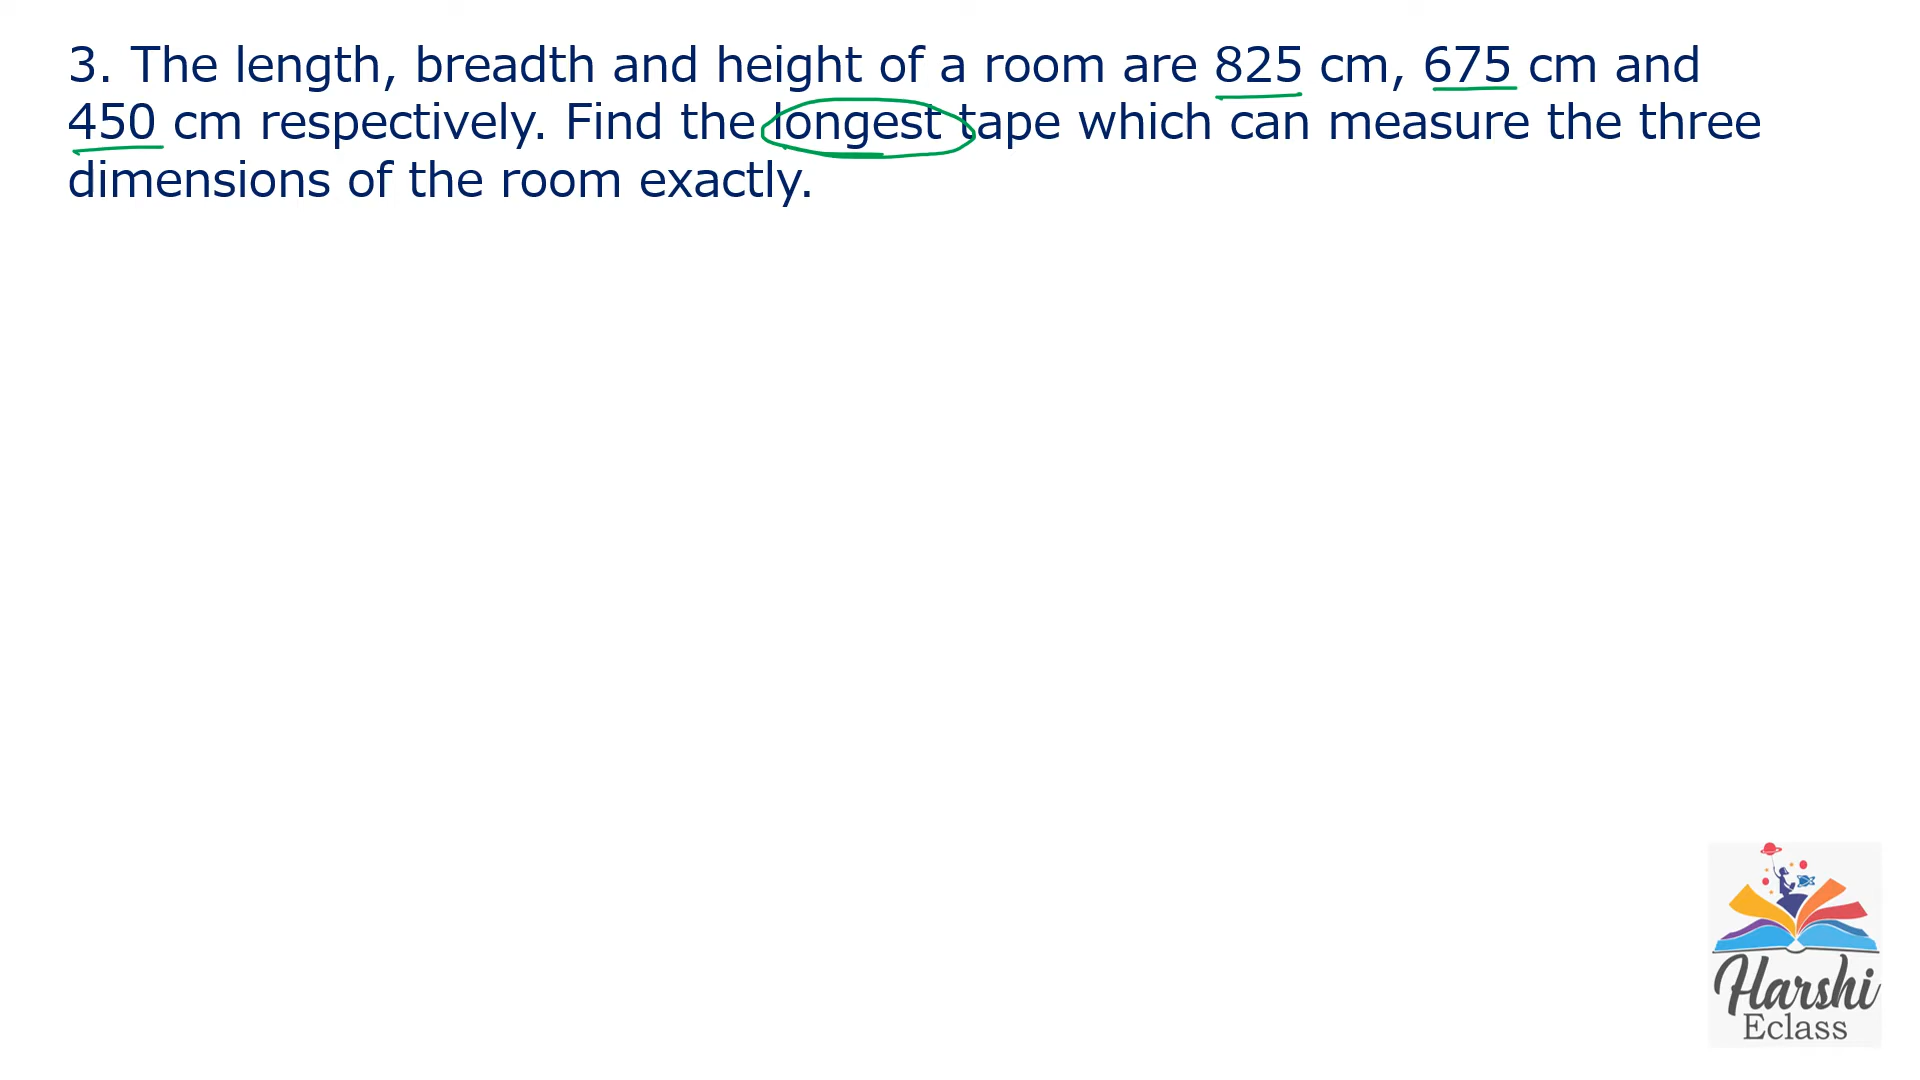 3. The length, breadth and height of a room are 825 cm, 675 cm and
450 cm respectively. Find the longest tape which can measure the three
dimensions of the room exactly.
Harshi
Eclass